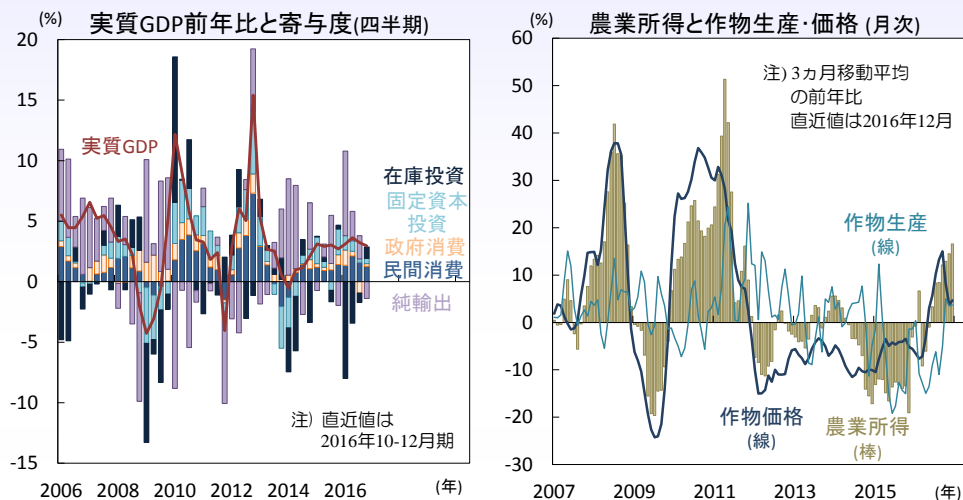 実質GDP前年比と寄与度(四半期)
(%)
20
15
10
5
0
-5
-10
-15
実質GDP
在庫投資
固定資本
投資
政府消費
民間消費
純輸出
注) 直近値は
2016年10-12月期
2006
2008
2010
2012
2014
2016
(年)
農業所得と作物生産・価格 (月次)
(%)
60
50
40
30
20
10
0
-10
-20
-30
注) 3ヵ月移動平均
の前年比
直近値は2016年12月
作物生産
(線)
作物価格
(線)
農業所得
(棒)
2007
2009
2011
2013
2015
(年)